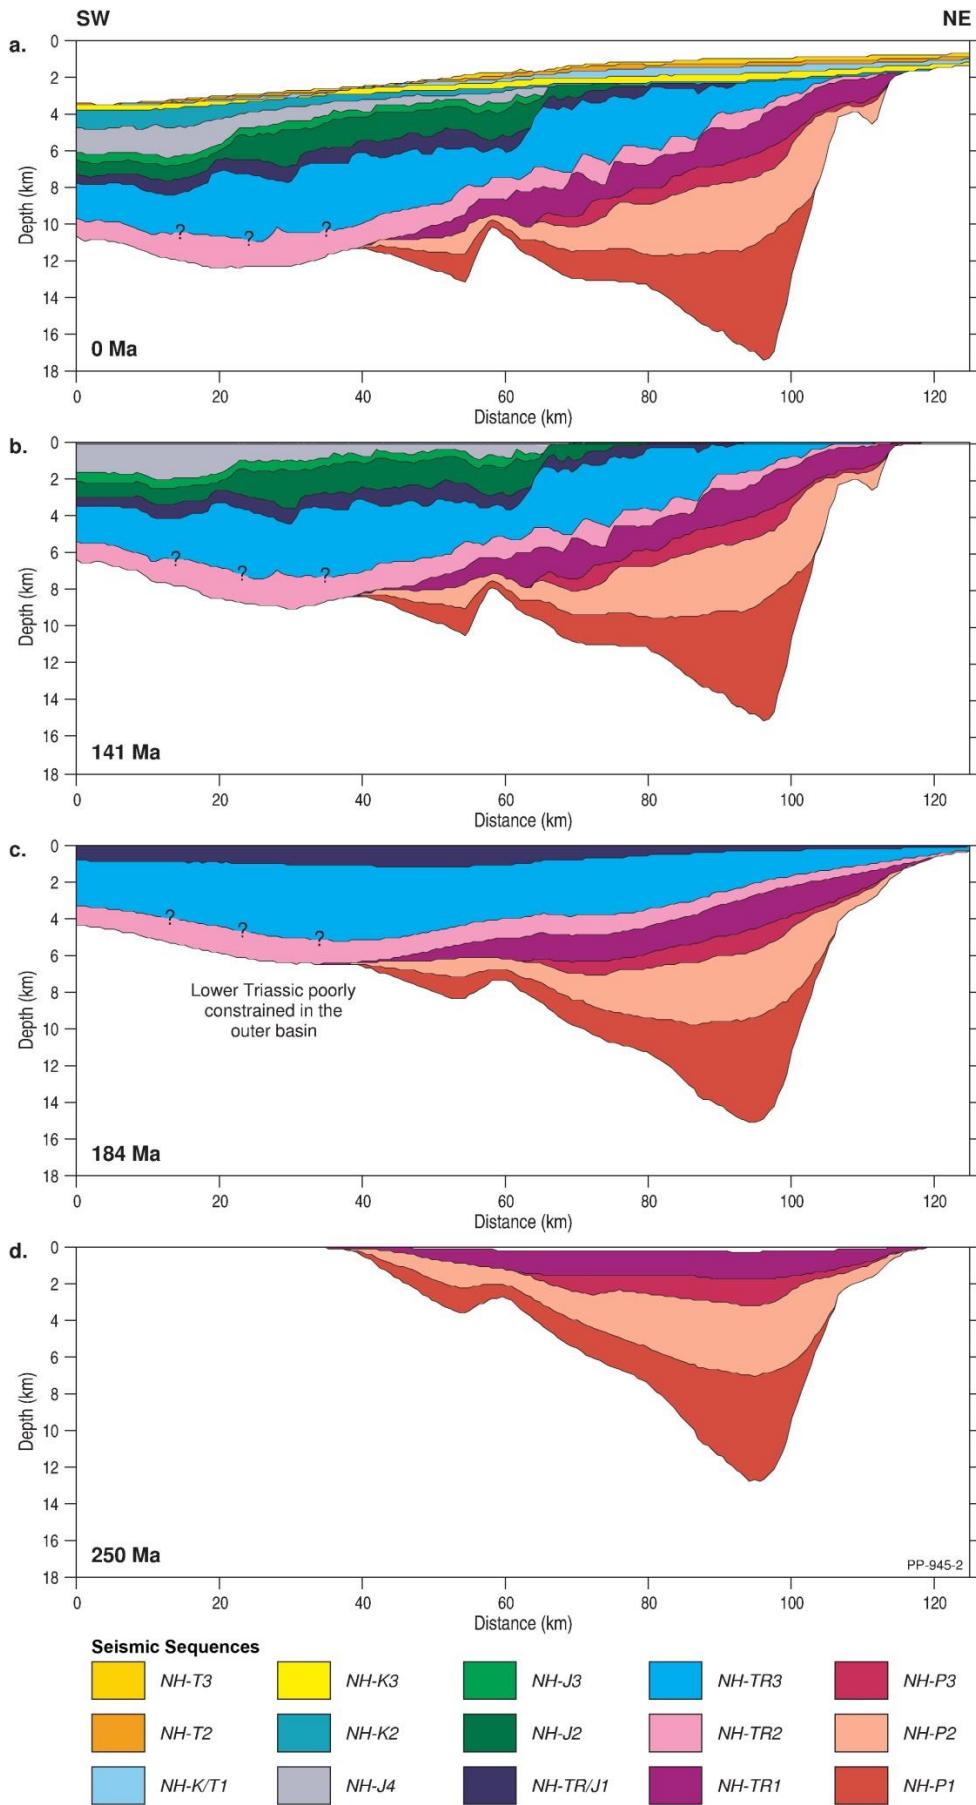 SW NE
a.
0
2
4
6
8
10
12
14
16
18
Depth (km)
? ? ?
0 Ma
0 20 40 60 80 100 120
Distance (km)
b.
0
2
4
6
8
10
12
14
16
18
Depth (km)
? ? ?
141 Ma
0 20 40 60 80 100 120
Distance (km)
c.
0
2
4
6
8
10
12
14
16
18
Depth (km)
? ? ?
Lower Triassic poorly
constrained in the
outer basin
184 Ma
0 20 40 60 80 100 120
Distance (km)
d.
0
2
4
6
8
10
12
14
16
18
Depth (km)
250 Ma
PP-945-2
0 20 40 60 80 100 120
Distance (km)
Seismic Sequences
NH-T3 NH-K3 NH-J3 NH-TR3 NH-P3
NH-T2 NH-K2 NH-J2 NH-TR2 NH-P2
NH-K/T1 NH-J4 NH-TR/J1 NH-TR1 NH-P1